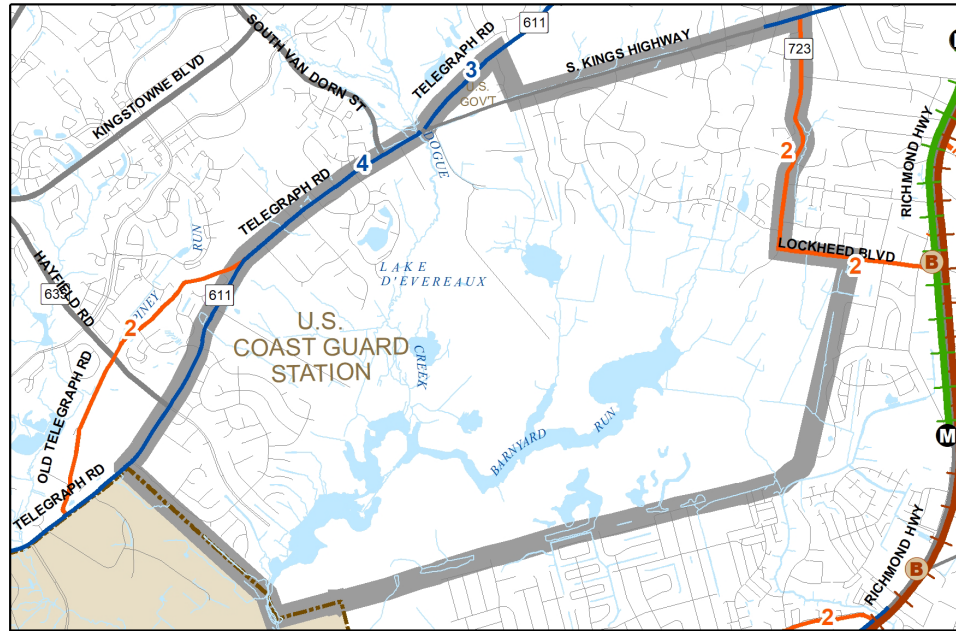 SOUTH VAN DORN ST
TELEGRAPH RD
611
3
U.S.
GOV'T
S. KINGS HIGHWAY
723
KINGSTOWNE BLVD
RICHMOND HWY
DOGUE
4
2
TELEGRAPH RD
LOCKHEED BLVD
B
2
RUN
HAYFIELD RD
633
LAKE
D'EVEREAUX
611
PINEY
2
U.S.
COAST GUARD
STATION
CREEK
OLD TELEGRAPH RD
BARNYARD
RUN
M
TELEGRAPH RD
RICHMOND HWY
B
2